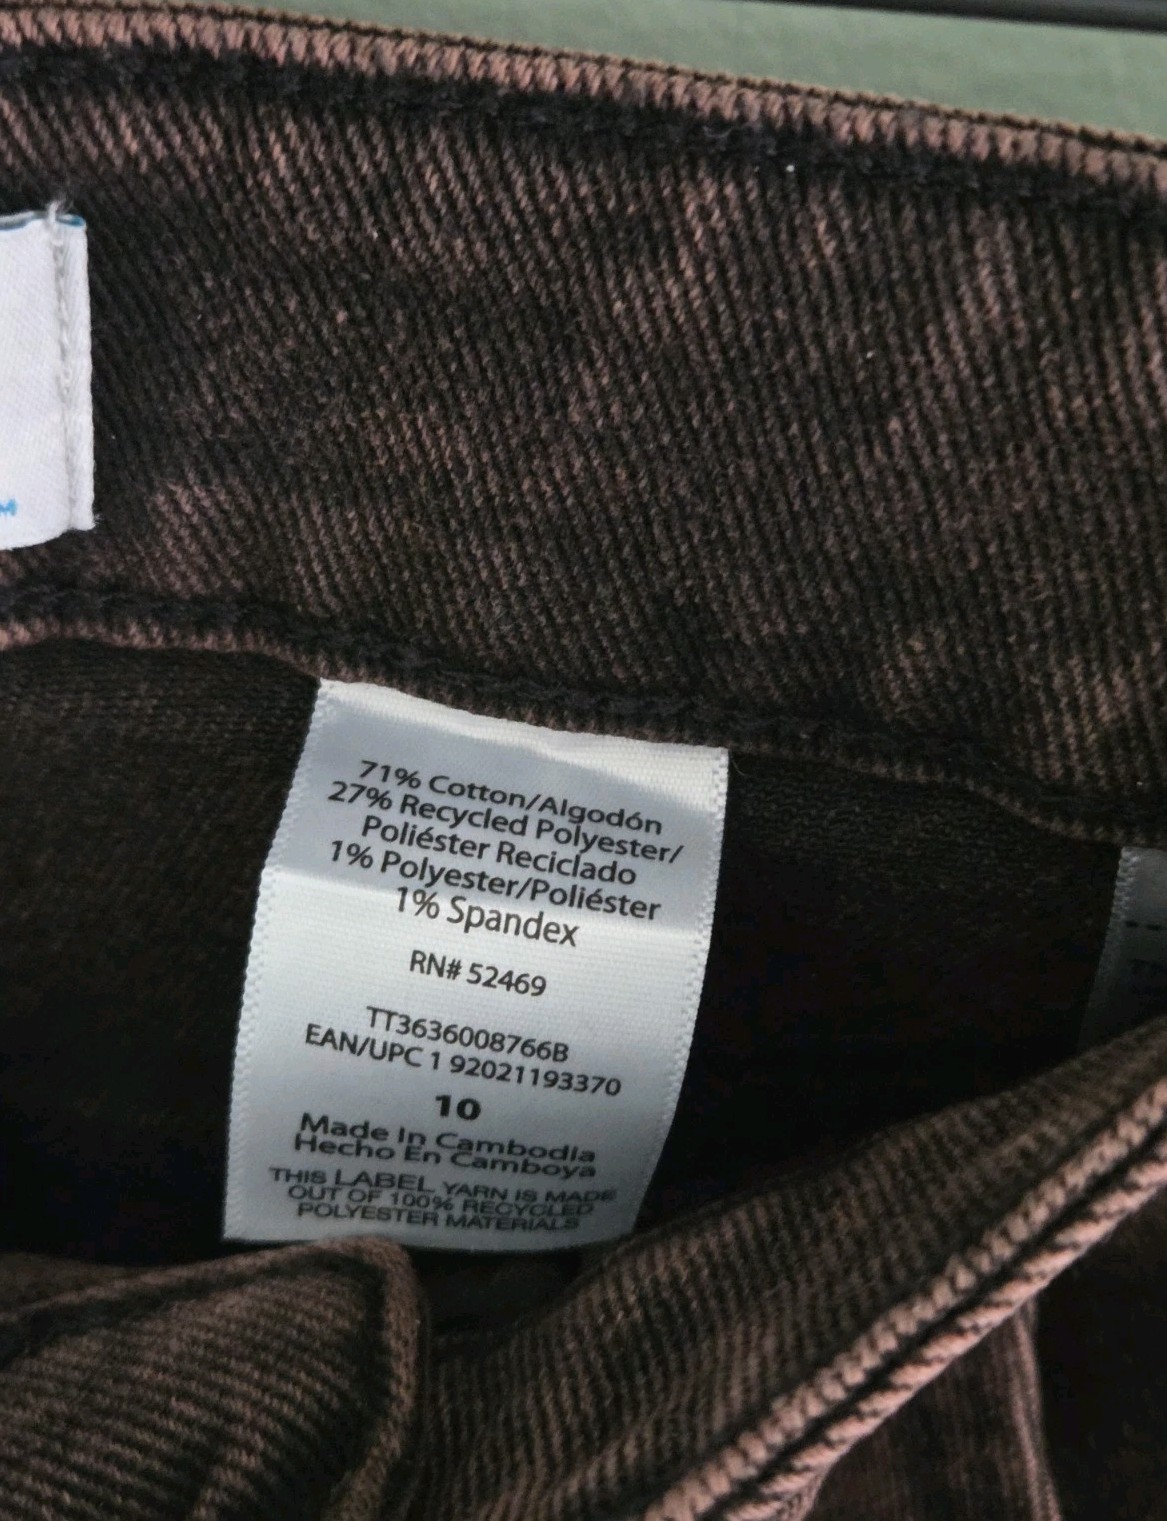 71% Cotton/Algodón
27% Recycled Polyester/
Poliéster Reciclado
1% Polyester/Poliéster
1% Spandex
RN# 52469
TT3636008766B
EAN/UPC 1 92021193370
10
Made In Cambodia
Hecho En Camboya
THIS LABEL YARN IS MADE
OUT OF 100% RECYCLED
POLYESTER MATERIALS